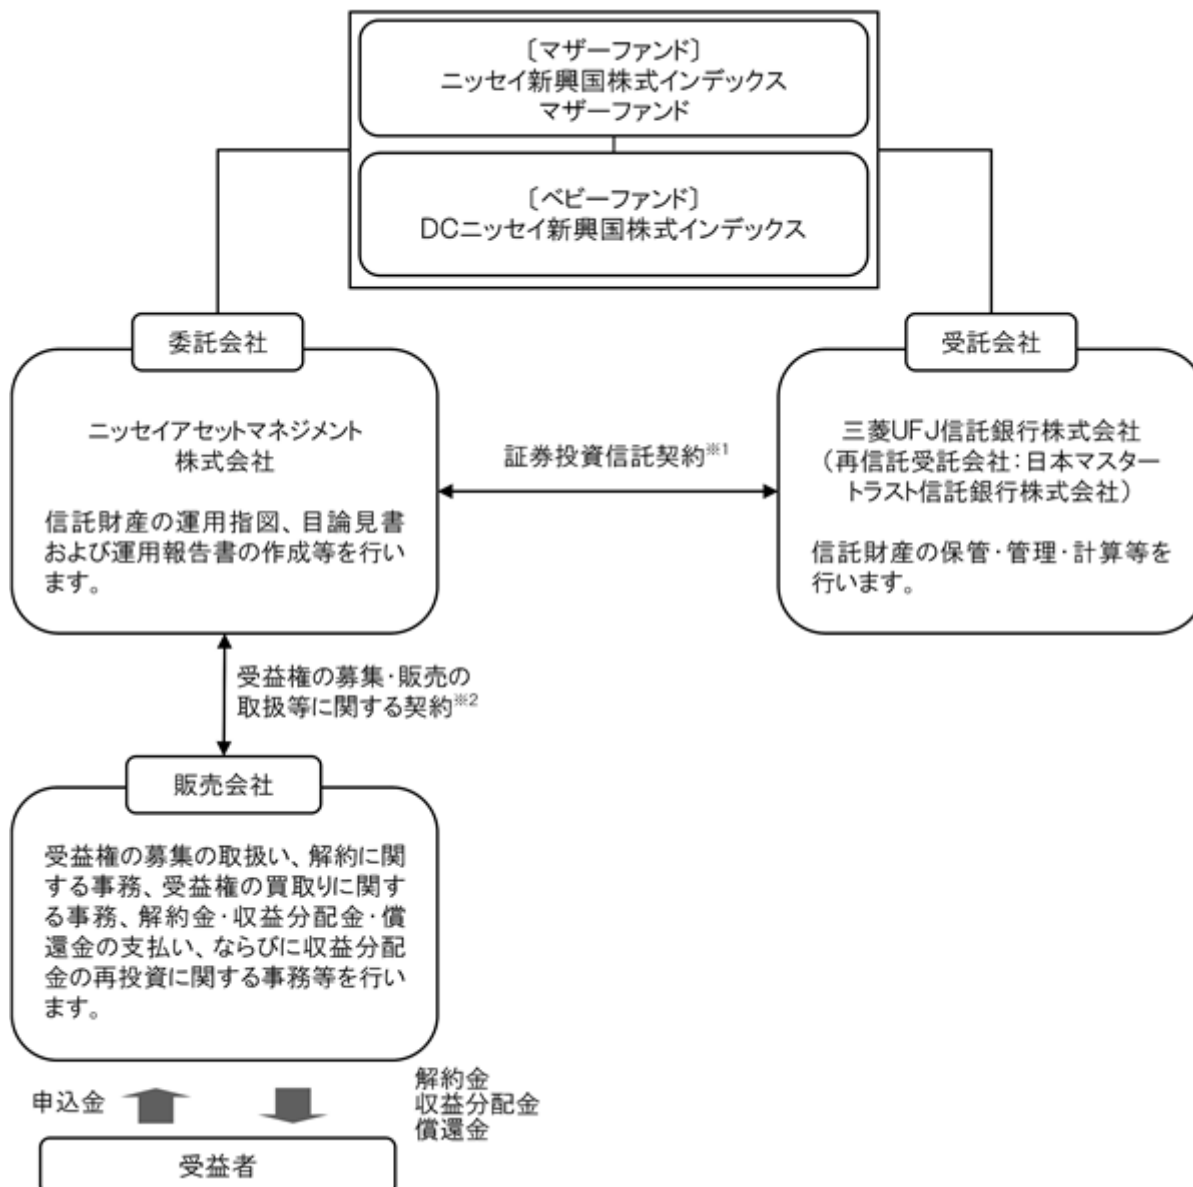 〔マザーファンド〕
ニッセイ新興国株式インデックス
マザーファンド
〔ベビーファンド〕
DCニッセイ新興国株式インデックス
委託会社
ニッセイアセットマネジメント
株式会社
信託財産の運用指図、目論見書
および運用報告書の作成等を行い
ます。
証券投資信託契約※1
受託会社
三菱UFJ信託銀行株式会社
（再信託受託会社：日本マスター
トラスト信託銀行株式会社）
信託財産の保管・管理・計算等を
行います。
受益権の募集・販売の
取扱等に関する契約※2
販売会社
受益権の募集の取扱い、解約に関
する事務、受益権の買取りに関す
る事務、解約金・収益分配金・償
還金の支払い、ならびに収益分配
金の再投資に関する事務等を行い
ます。
申込金
解約金
収益分配金
償還金
受益者